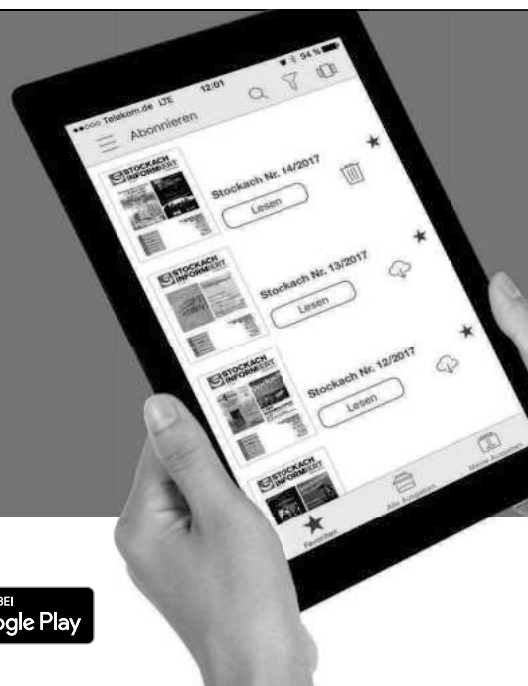 ●●○○○ Telekom.de LTE 12:01 94 %
Abonnieren
STOCKACH
INFORMIERT
Stockach Nr. 14/2017
Lesen
STOCKACH
INFORMIERT
Stockach Nr. 13/2017
Lesen
STOCKACH
INFORMIERT
Stockach Nr. 12/2017
Lesen
STOCKACH
INFORMIERT
Favoriten
Alle Ausgaben
Meine Ausgaben
BEI
gle Play